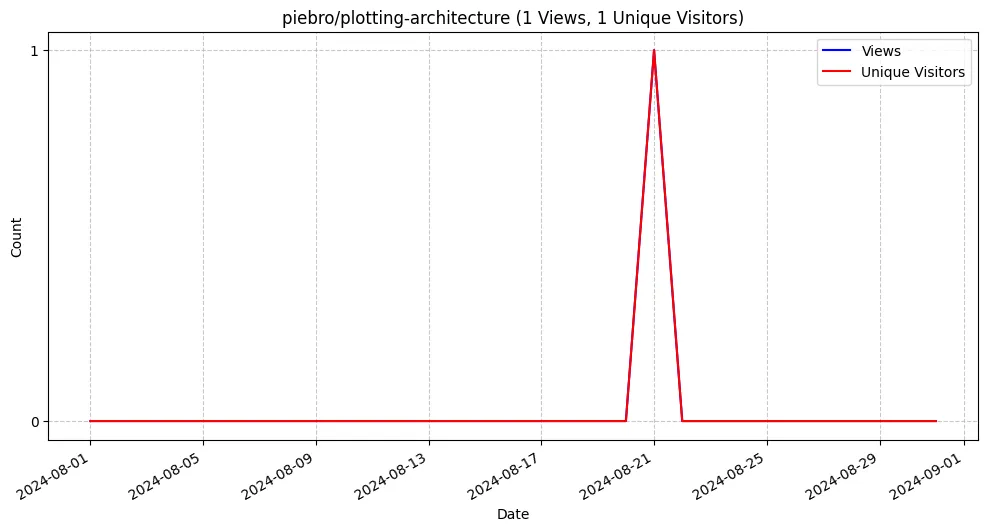 piebro/plotting-architecture (1 Views, 1 Unique Visitors)
Views
Unique Visitors
1
Count
0
2024-08-01
2024-08-05
2024-08-09
2024-08-13
2024-08-17
2024-08-21
2024-08-25
2024-08-29
2024-09-01
Date